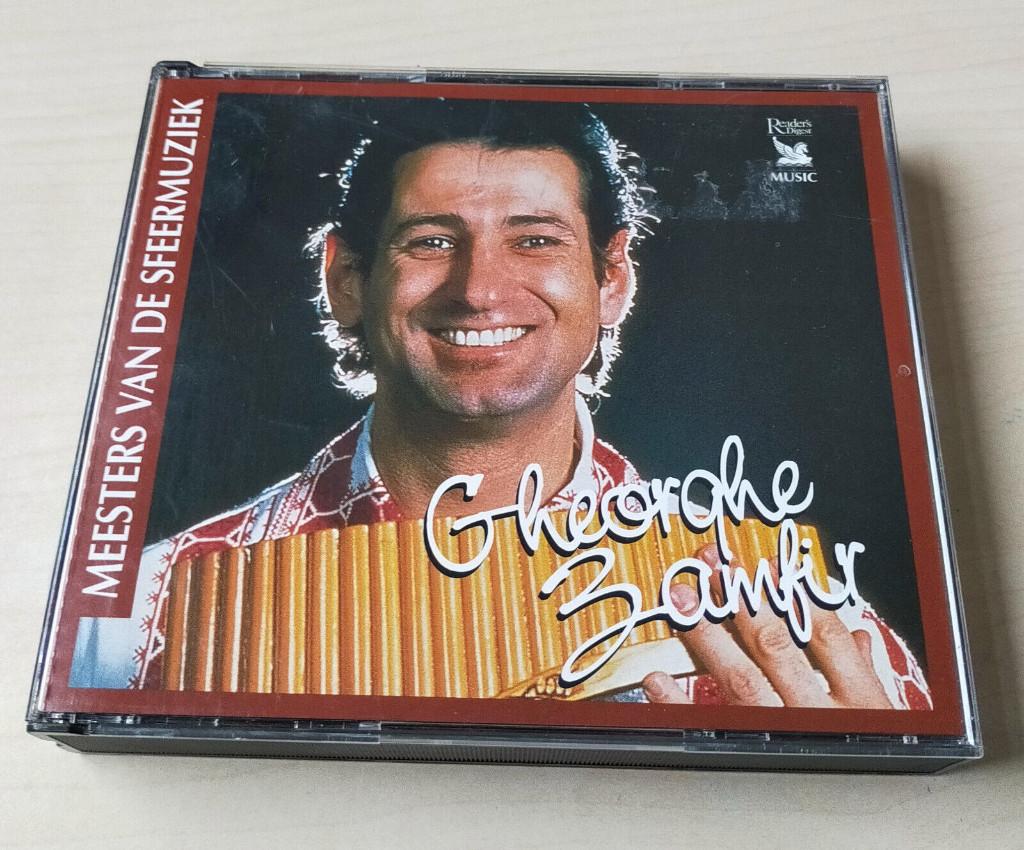 MEESTERS VAN DE SFEERMUZIEK
Reader's
Digest
MUSIC
Gheorghe
Zamfir